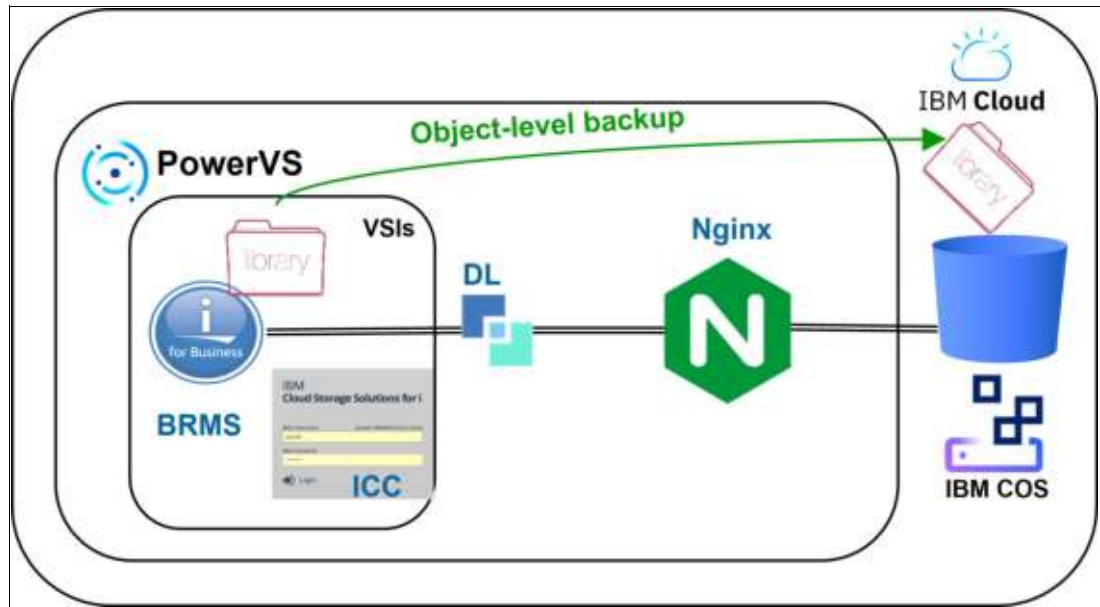 IBM Cloud
Object-level backup
PowerVS
library
VSIs
library
Nginx
DL
i
for Business
N
IBM
Cloud Storage Solutions for i
Login
BRMS
ICC
IBM COS